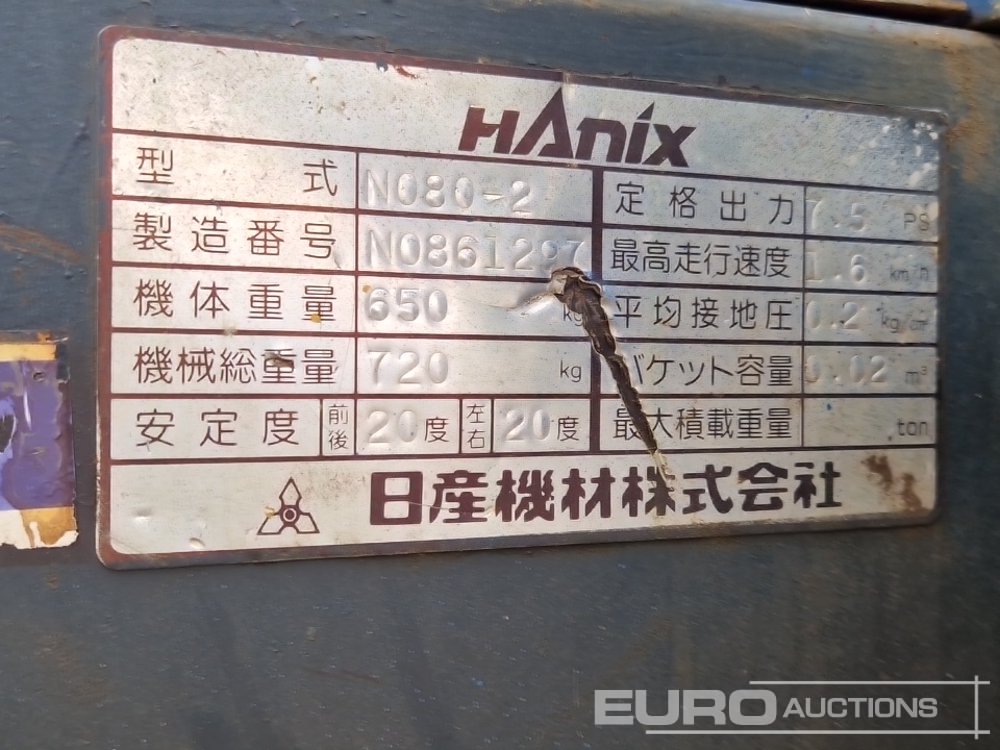 HANIX
型式 N080-2 定格出力 7.5 PS
製造番号 N0861297 最高走行速度 1.6 km/h
機体重量 650 kg 平均接地圧 0.2 kg/cm²
機械総重量 720 kg バケット容量 0.02 m³
安定度 前後 20度 左右 20度 最大積載重量 ton
日産機材株式会社
EURO AUCTIONS